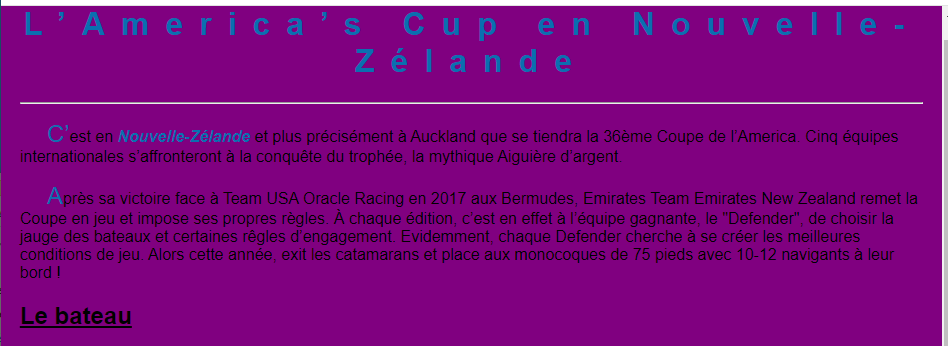 L’America’s Cup en Nouvelle-
Zélande
C’est en Nouvelle-Zélande et plus précisément à Auckland que se tiendra la 36ème Coupe de l’America. Cinq équipes
internationales s’affronteront à la conquête du trophée, la mythique Aiguière d’argent.
Après sa victoire face à Team USA Oracle Racing en 2017 aux Bermudes, Emirates Team Emirates New Zealand remet la
Coupe en jeu et impose ses propres règles. À chaque édition, c’est en effet à l’équipe gagnante, le "Defender", de choisir la
jauge des bateaux et certaines règles d’engagement. Evidemment, chaque Defender cherche à se créer les meilleures
conditions de jeu. Alors cette année, exit les catamarans et place aux monocoques de 75 pieds avec 10-12 navigants à leur
bord !
Le bateau